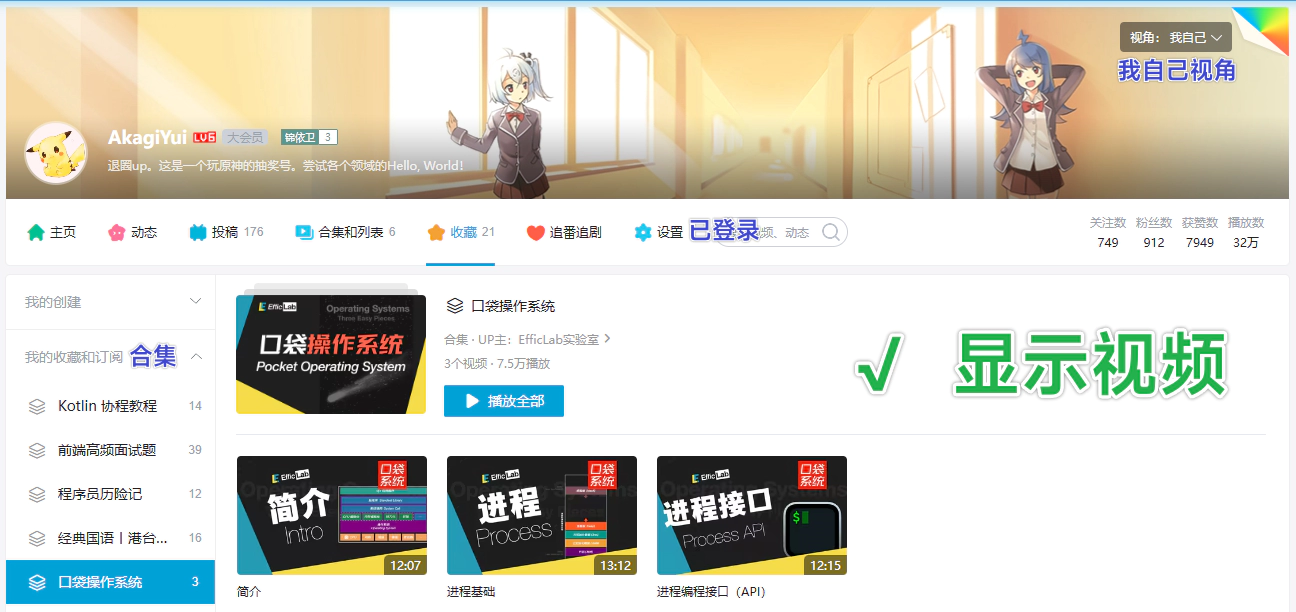 视角： 我自己
我自己视角
AkagiYui LV6 大会员 锦依卫 3
退圈up。这是一个玩原神的抽奖号。尝试各个领域的Hello, World!
主页 动态 投稿 176 合集和列表 6 收藏 21 追番追剧 设置 已登录 视频、动态
关注数 粉丝数 获赞数 播放数
749 912 7949 32万
我的创建
我的收藏和订阅 合集
Kotlin 协程教程 14
前端高频面试题 39
程序员历险记 12
经典国语丨港台... 16
口袋操作系统 3
EfficLab
Operating Systems
Three Easy Pieces
口袋操作系统
Pocket Operating System
口袋操作系统
合集 · UP主： EfficLab实验室
3个视频 · 7.5万播放
播放全部
√ 显示视频
EfficLab
口袋
系统
简介
Intro
12:07
简介
EfficLab
口袋
系统
进程
Process
13:12
进程基础
EfficLab
口袋
系统
进程接口
Process API
$
12:15
进程编程接口（API）